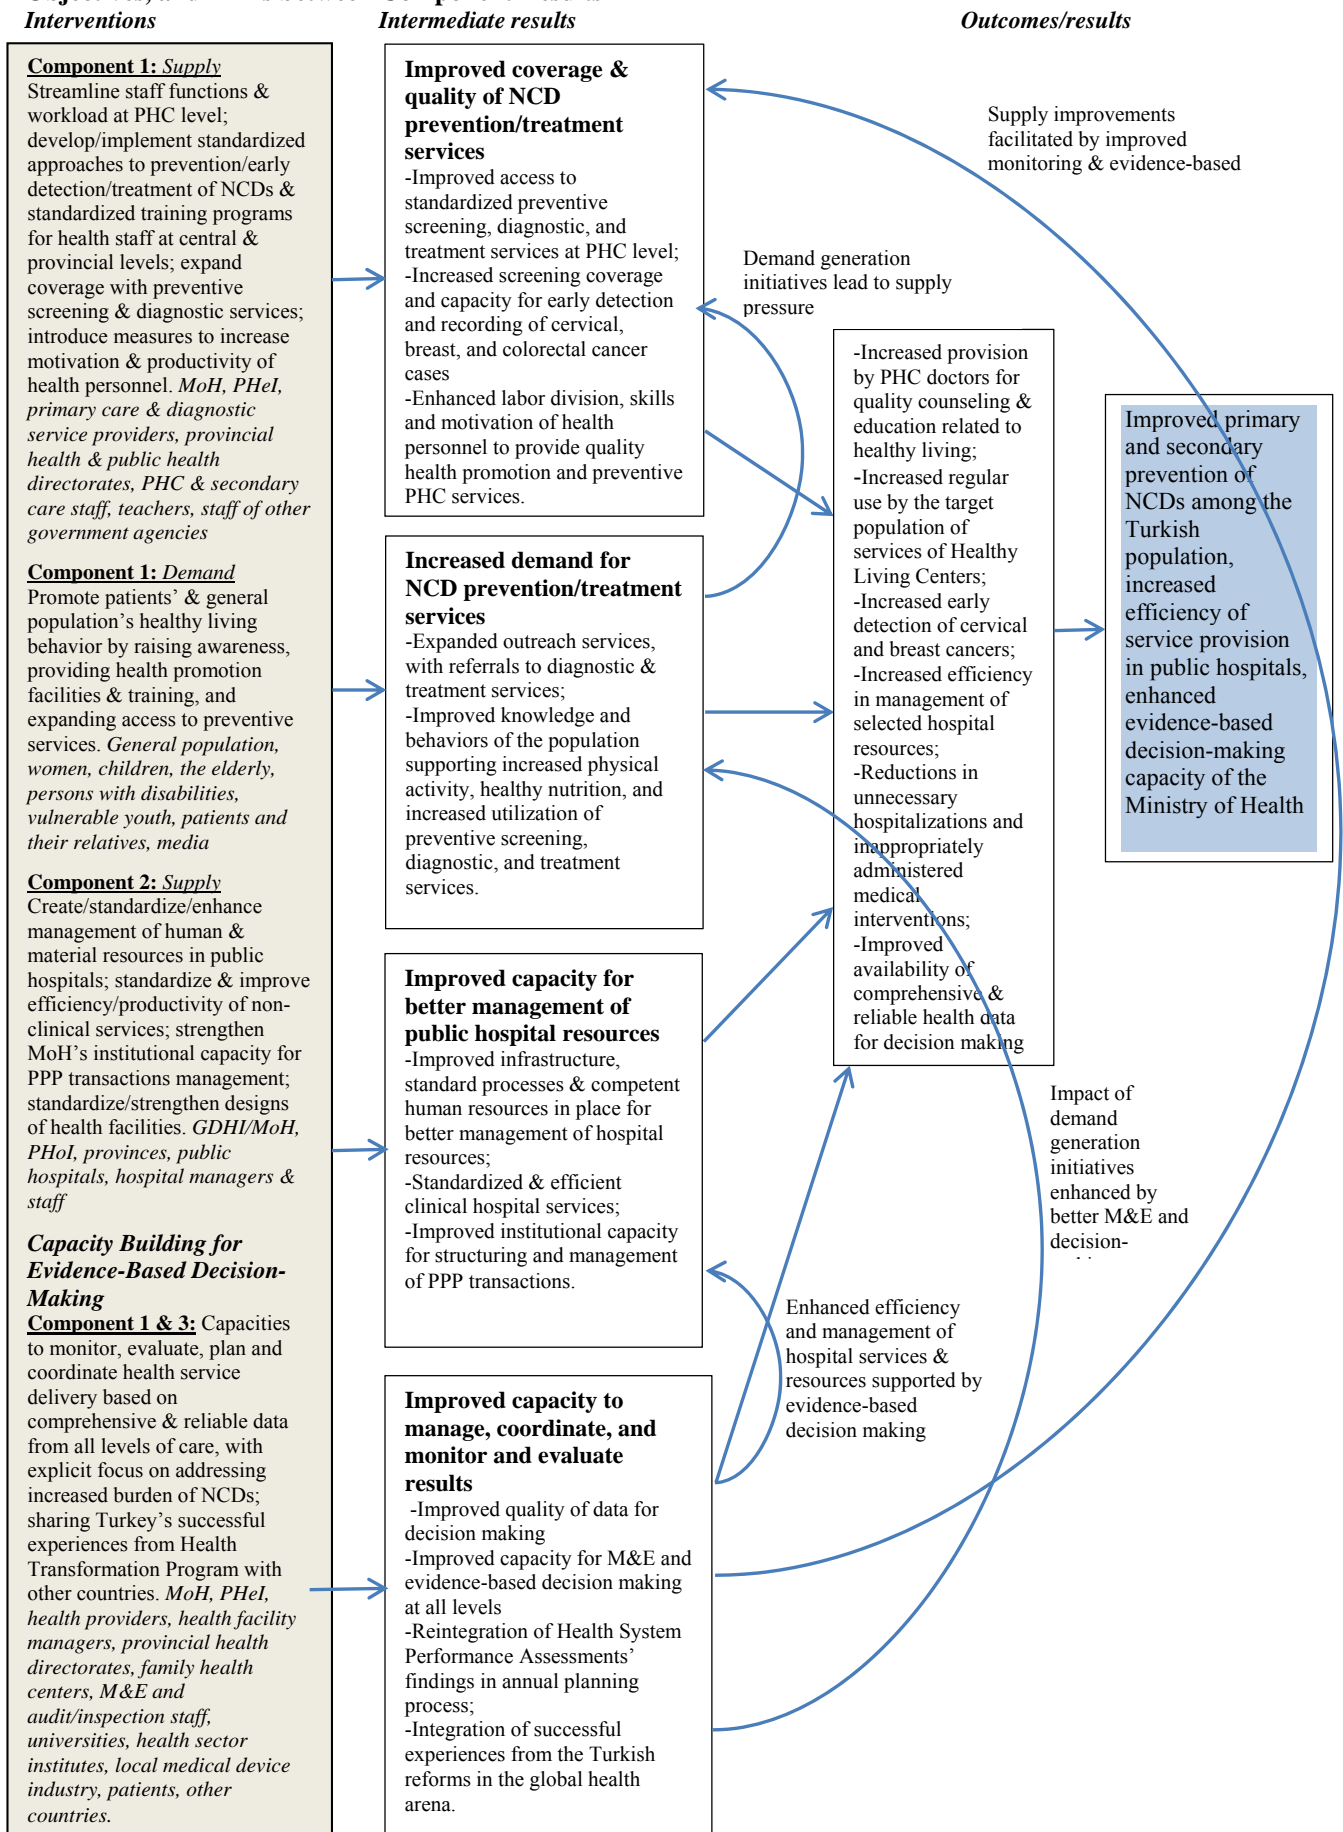 Interventions
Intermediate results
Outcomes/results
Component 1: Supply
Streamline staff functions &
workload at PHC level;
develop/implement standardized
approaches to prevention/early
detection/treatment of NCDs &
standardized training programs
for health staff at central &
provincial levels; expand
coverage with preventive
screening & diagnostic services;
introduce measures to increase
motivation & productivity of
health personnel. MoH, PHeI,
primary care & diagnostic
service providers, provincial
health & public health
directorates, PHC & secondary
care staff, teachers, staff of other
government agencies
Component 1: Demand
Promote patients’ & general
population’s healthy living
behavior by raising awareness,
providing health promotion
facilities & training, and
expanding access to preventive
services. General population,
women, children, the elderly,
persons with disabilities,
vulnerable youth, patients and
their relatives, media
Component 2: Supply
Create/standardize/enhance
management of human &
material resources in public
hospitals; standardize & improve
efficiency/productivity of non-
clinical services; strengthen
MoH’s institutional capacity for
PPP transactions management;
standardize/strengthen designs
of health facilities. GDHI/MoH,
PHoI, provinces, public
hospitals, hospital managers &
staff
Capacity Building for
Evidence-Based Decision-
Making
Component 1 & 3: Capacities
to monitor, evaluate, plan and
coordinate health service
delivery based on
comprehensive & reliable data
from all levels of care, with
explicit focus on addressing
increased burden of NCDs;
sharing Turkey’s successful
experiences from Health
Transformation Program with
other countries. MoH, PHeI,
health providers, health facility
managers, provincial health
directorates, family health
centers, M&E and
audit/inspection staff,
universities, health sector
institutes, local medical device
industry, patients, other
countries.
Improved coverage &
quality of NCD
prevention/treatment
services
-Improved access to
standardized preventive
screening, diagnostic, and
treatment services at PHC level;
-Increased screening coverage
and capacity for early detection
and recording of cervical,
breast, and colorectal cancer
cases
-Enhanced labor division, skills
and motivation of health
personnel to provide quality
health promotion and preventive
PHC services.
Increased demand for
NCD prevention/treatment
services
-Expanded outreach services,
with referrals to diagnostic &
treatment services;
-Improved knowledge and
behaviors of the population
supporting increased physical
activity, healthy nutrition, and
increased utilization of
preventive screening,
diagnostic, and treatment
services.
Improved capacity for
better management of
public hospital resources
-Improved infrastructure,
standard processes & competent
human resources in place for
better management of hospital
resources;
-Standardized & efficient
clinical hospital services;
-Improved institutional capacity
for structuring and management
of PPP transactions.
Improved capacity to
manage, coordinate, and
monitor and evaluate
results
-Improved quality of data for
decision making
-Improved capacity for M&E and
evidence-based decision making
at all levels
-Reintegration of Health System
Performance Assessments’
findings in annual planning
process;
-Integration of successful
experiences from the Turkish
reforms in the global health
arena.
Supply improvements
facilitated by improved
monitoring & evidence-based
Demand generation
initiatives lead to supply
pressure
-Increased provision
by PHC doctors for
quality counseling &
education related to
healthy living;
-Increased regular
use by the target
population of
services of Healthy
Living Centers;
-Increased early
detection of cervical
and breast cancers;
-Increased efficiency
in management of
selected hospital
resources;
-Reductions in
unnecessary
hospitalizations and
inappropriately
administered
medical
interventions;
-Improved
availability of
comprehensive &
reliable health data
for decision making
Improved primary
and secondary
prevention of
NCDs among the
Turkish
population,
increased
efficiency of
service provision
in public hospitals,
enhanced
evidence-based
decision-making
capacity of the
Ministry of Health
Impact of
demand
generation
initiatives
enhanced by
better M&E and
decision-
Enhanced efficiency
and management of
hospital services &
resources supported by
evidence-based
decision making